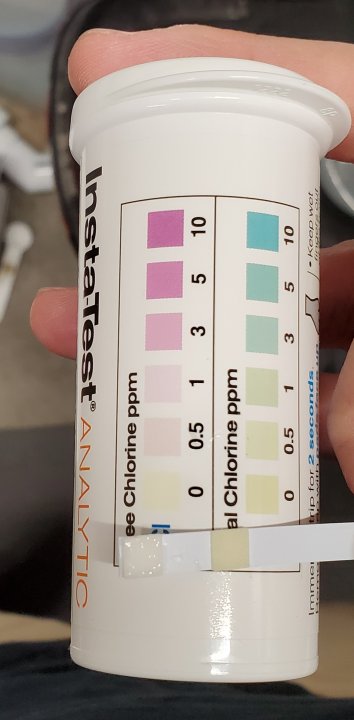 InstaTest® ANALYTIC
ee Chlorine ppm
0 0.5 1 3 5 10
al Chlorine ppm
0 0.5 1 3 5 10
trip for 2 seconds.
• Keep wet